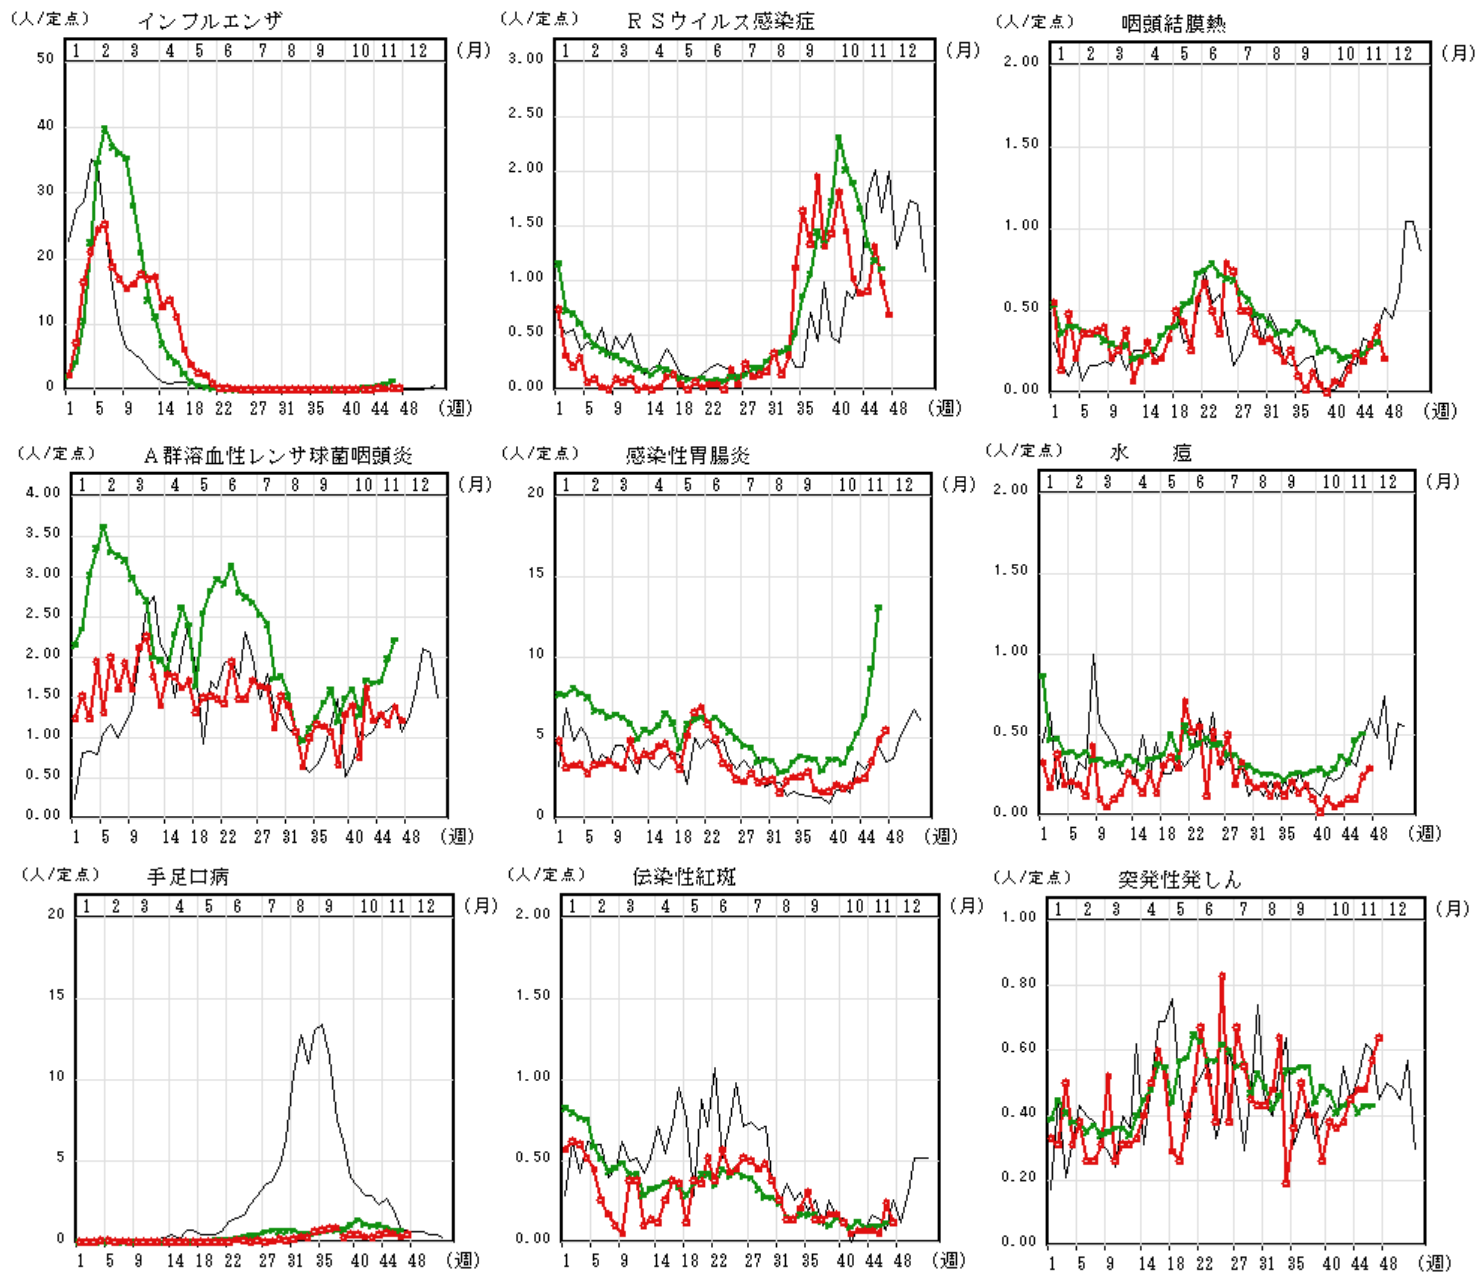 (人/定点) インフルエンザ
1 2 3 4 5 6 7 8 9 10 11 12 (月)
50
40
30
20
10
0
1 5 9 14 18 22 27 31 35 40 44 48 (週)
(人/定点) ＲＳウイルス感染症
1 2 3 4 5 6 7 8 9 10 11 12 (月)
3.00
2.50
2.00
1.50
1.00
0.50
0.00
1 5 9 14 18 22 27 31 35 40 44 48 (週)
(人/定点) 咽頭結膜熱
1 2 3 4 5 6 7 8 9 10 11 12 (月)
2.00
1.50
1.00
0.50
0.00
1 5 9 14 18 22 27 31 35 40 44 48 (週)
(人/定点) Ａ群溶血性レンサ球菌咽頭炎
1 2 3 4 5 6 7 8 9 10 11 12 (月)
4.00
3.50
3.00
2.50
2.00
1.50
1.00
0.50
0.00
1 5 9 14 18 22 27 31 35 40 44 48 (週)
(人/定点) 感染性胃腸炎
1 2 3 4 5 6 7 8 9 10 11 12 (月)
20
15
10
5
0
1 5 9 14 18 22 27 31 35 40 44 48 (週)
(人/定点) 水 痘
1 2 3 4 5 6 7 8 9 10 11 12 (月)
2.00
1.50
1.00
0.50
0.00
1 5 9 14 18 22 27 31 35 40 44 48 (週)
(人/定点) 手足口病
1 2 3 4 5 6 7 8 9 10 11 12 (月)
20
15
10
5
0
1 5 9 14 18 22 27 31 35 40 44 48 (週)
(人/定点) 伝染性紅斑
1 2 3 4 5 6 7 8 9 10 11 12 (月)
2.00
1.50
1.00
0.50
0.00
1 5 9 14 18 22 27 31 35 40 44 48 (週)
(人/定点) 突発性発しん
1 2 3 4 5 6 7 8 9 10 11 12 (月)
1.00
0.80
0.60
0.40
0.20
0.00
1 5 9 14 18 22 27 31 35 40 44 48 (週)